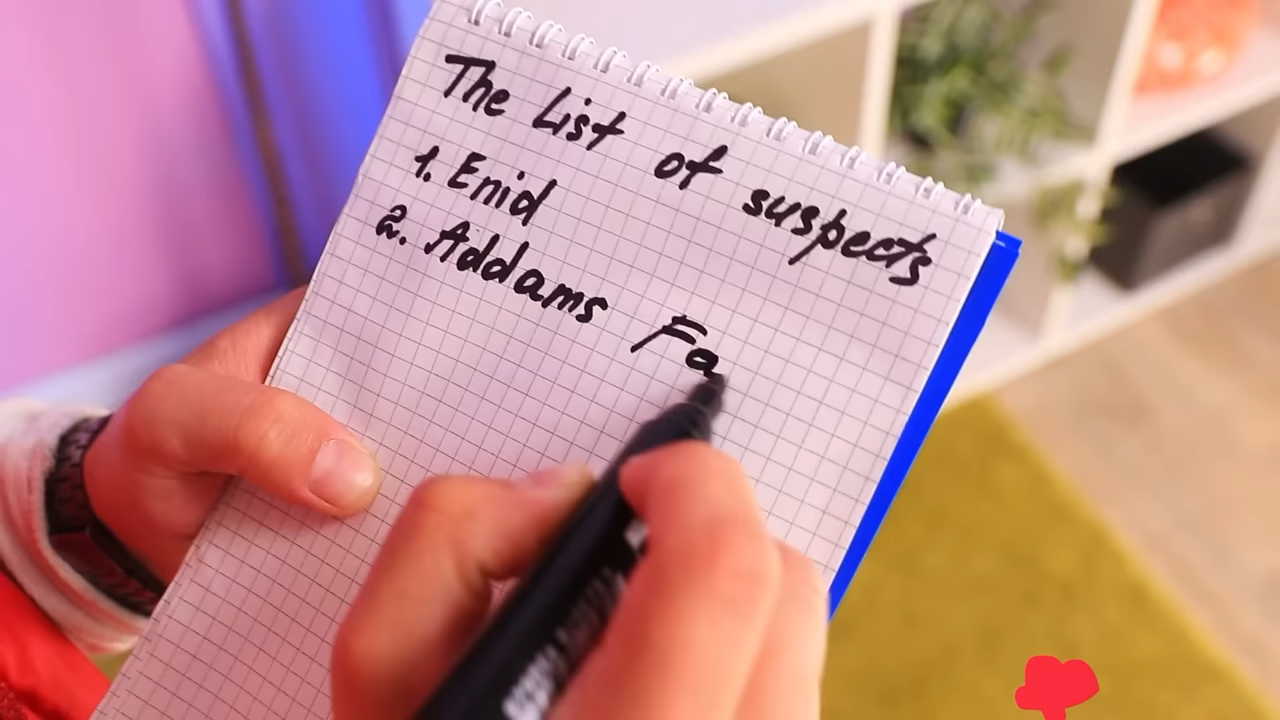 The List of suspects
1. Enid
2. Addams Fa